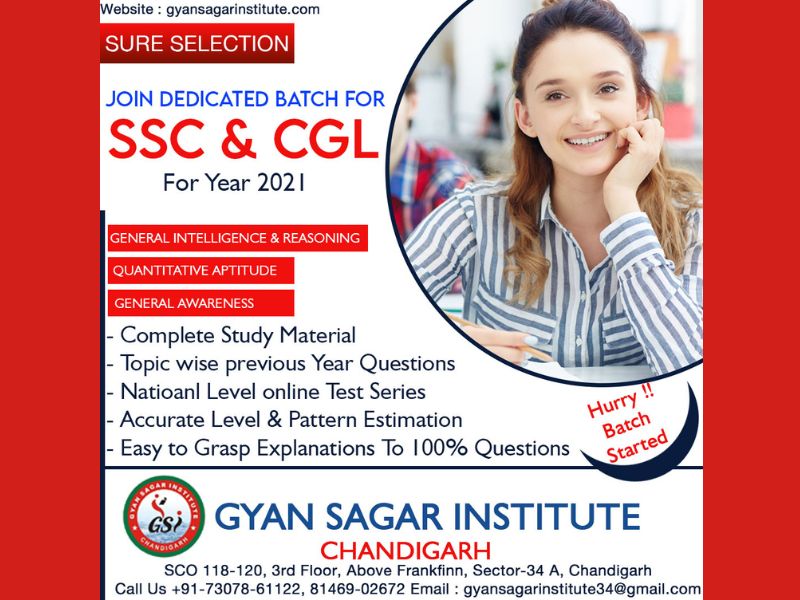 Website : gyansagarinstitute.com
SURE SELECTION
JOIN DEDICATED BATCH FOR
SSC & CGL
For Year 2021
GENERAL INTELLIGENCE & REASONING
QUANTITATIVE APTITUDE
GENERAL AWARENESS
- Complete Study Material
- Topic wise previous Year Questions
- Natioanl Level online Test Series
- Accurate Level & Pattern Estimation
- Easy to Grasp Explanations To 100% Questions
Hurry !!
Batch
Started
GYAN SAGAR INSTITUTE
GSI
CHANDIGARH
GYAN SAGAR INSTITUTE
CHANDIGARH
SCO 118-120, 3rd Floor, Above Frankfinn, Sector-34 A, Chandigarh
Call Us +91-73078-61122, 81469-02672 Email : gyansagarinstitute34@gmail.com